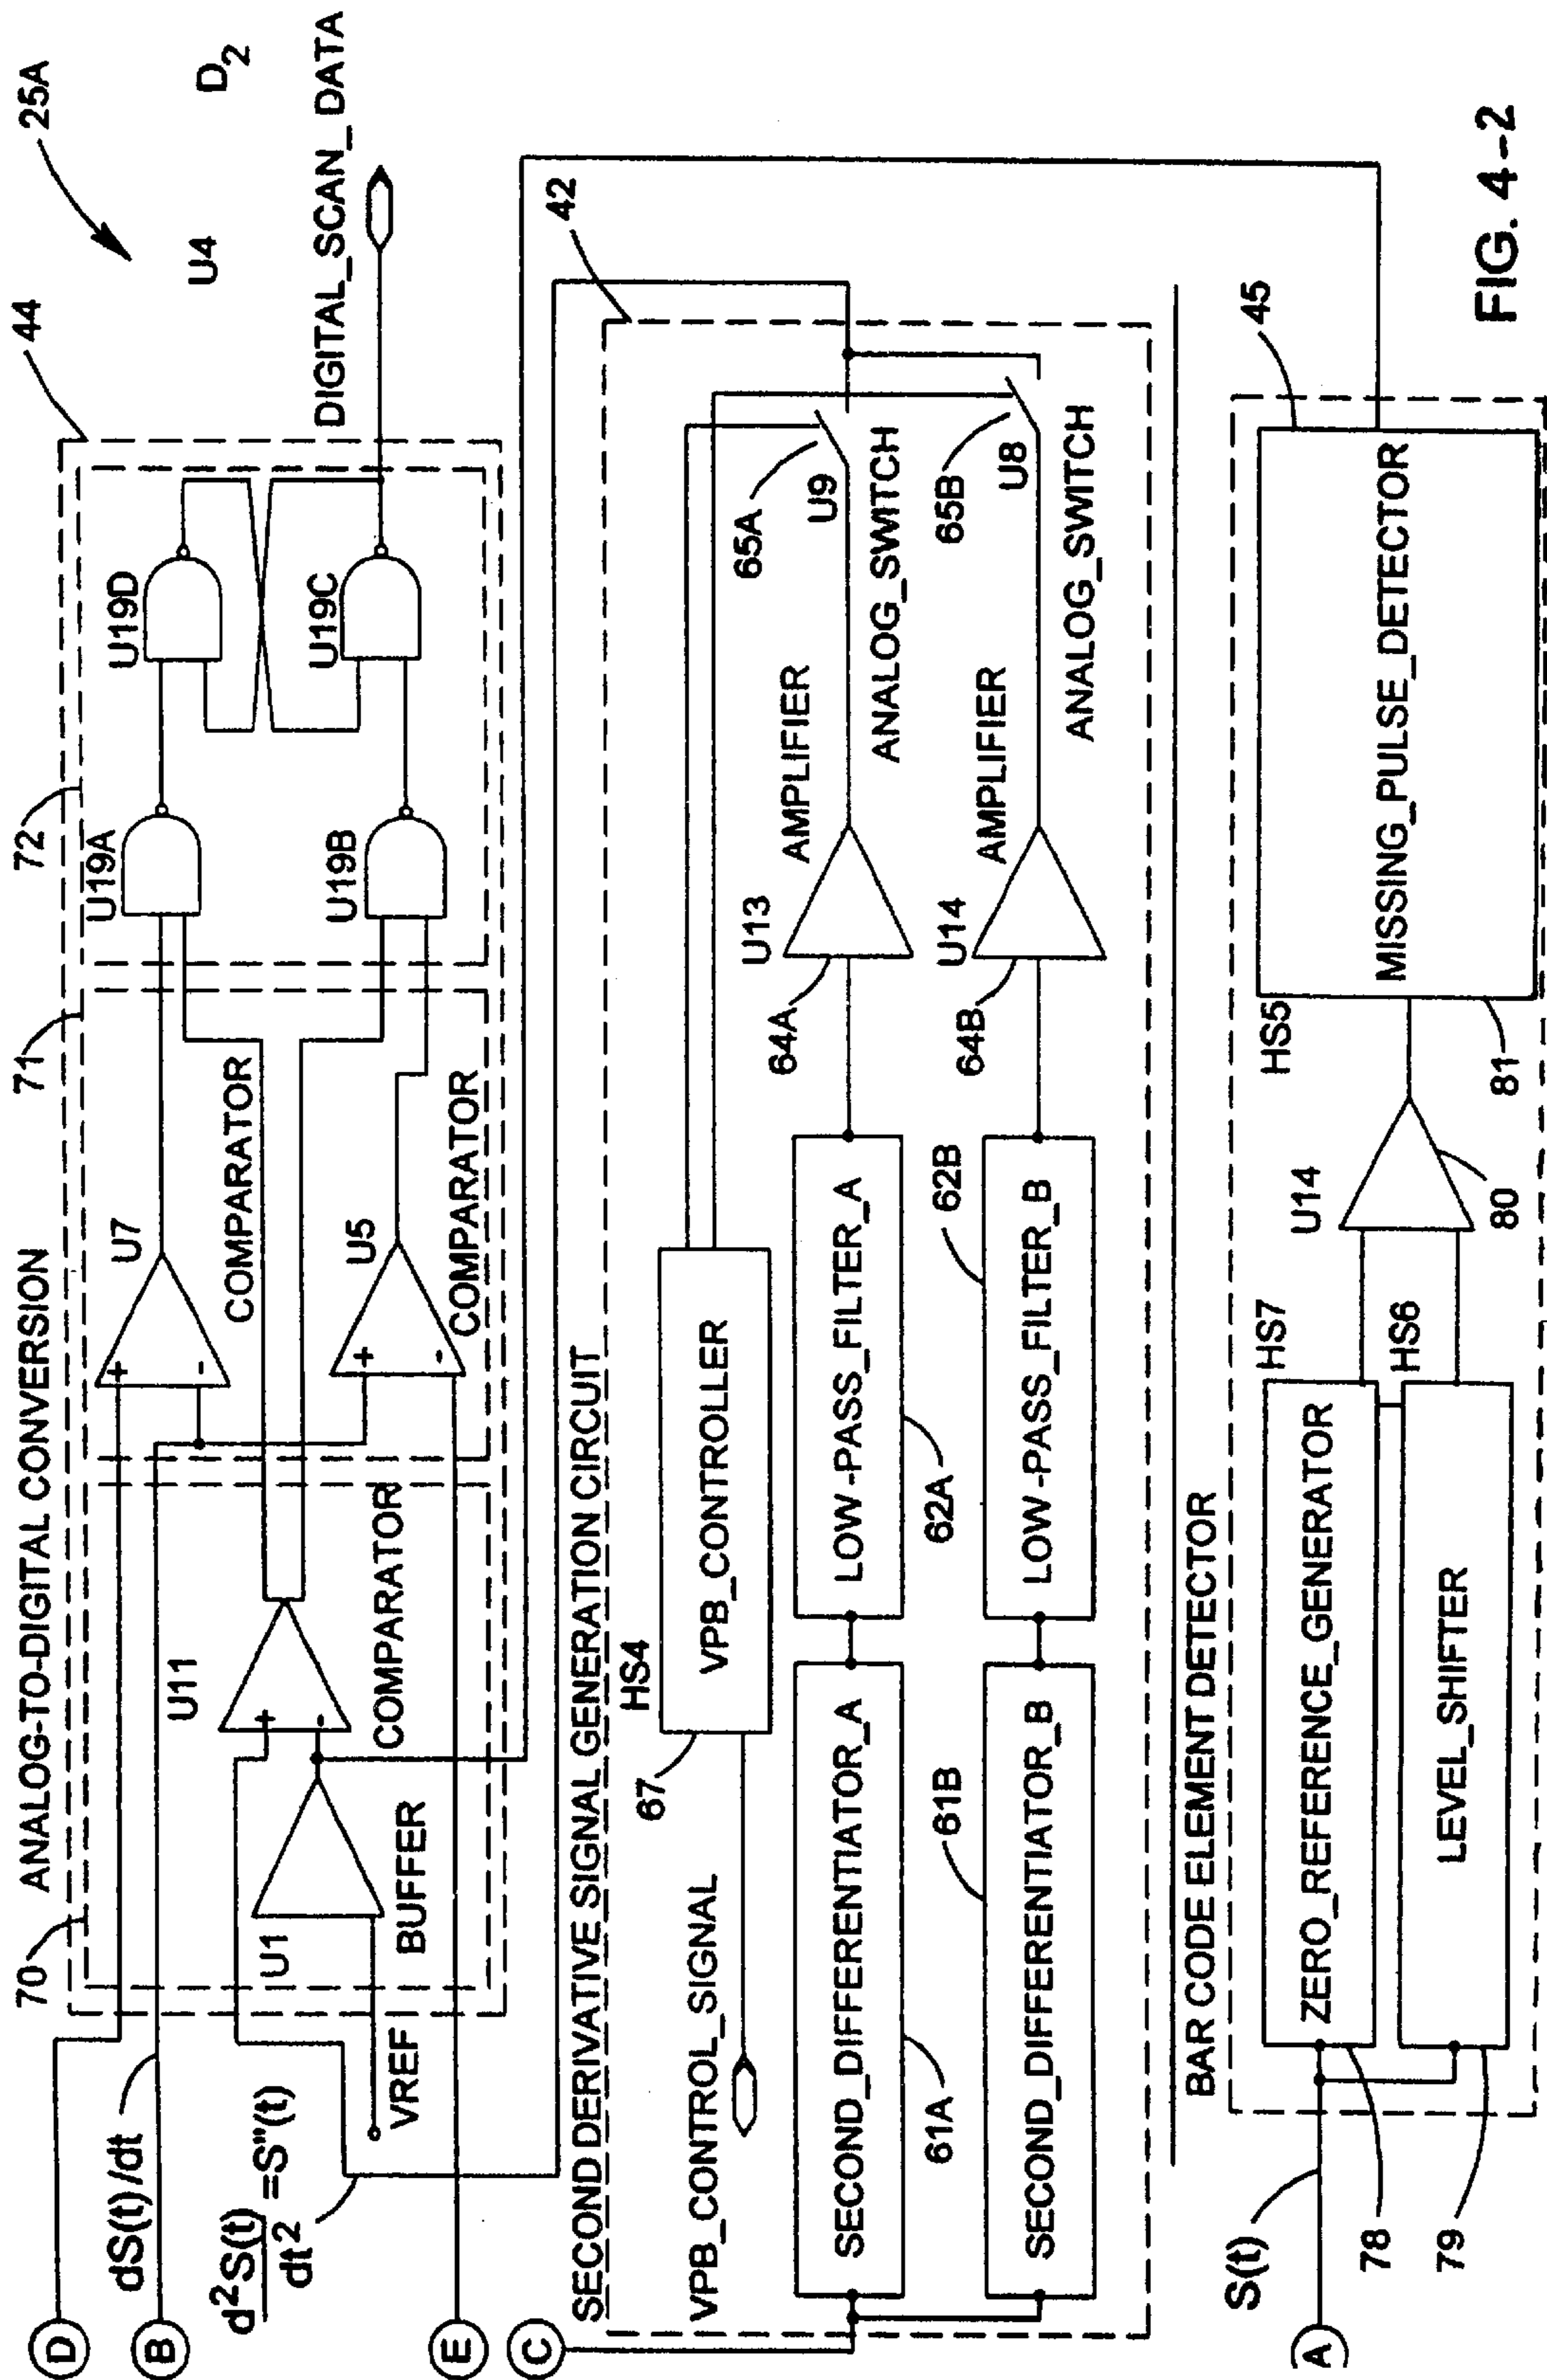 25A
44
U4
D2
DIGITAL_SCAN_DATA
72
71
70
ANALOG-TO-DIGITAL CONVERSION
U19D
U19C
U19A
U19B
U7
+
-
COMPARATOR
U5
+
-
COMPARATOR
U11
+
-
COMPARATOR
U1
BUFFER
VREF
D
dS(t)/dt
B
d2S(t)/dt2 =S"'(t)
E
C
42
SECOND DERIVATIVE SIGNAL GENERATION CIRCUIT
VPB_CONTROL_SIGNAL
67
HS4
VPB_CONTROLLER
65A
U9
ANALOG_SWITCH
AMPLIFIER
U13
64A
LOW-PASS_FILTER_A
62A
SECOND_DIFFERENTIATOR_A
61A
65B
U8
ANALOG_SWITCH
AMPLIFIER
U14
64B
62B
LOW-PASS_FILTER_B
61B
SECOND_DIFFERENTIATOR_B
BAR CODE ELEMENT DETECTOR
45
A
S(t)
78
ZERO_REFERENCE_GENERATOR
HS7
79
LEVEL_SHIFTER
HS6
U14
80
HS5
81
MISSING_PULSE_DETECTOR
FIG. 4-2